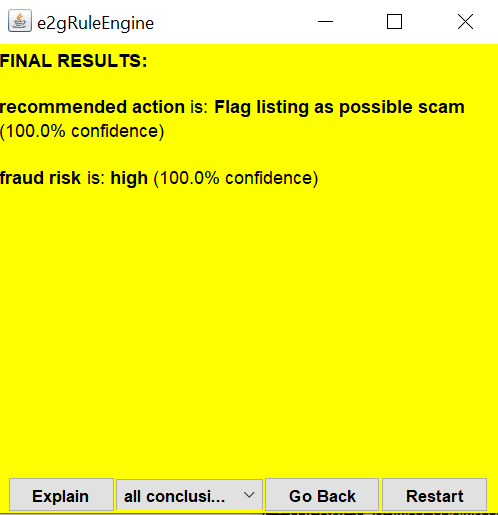 e2gRuleEngine
FINAL RESULTS:
recommended action is: Flag listing as possible scam
(100.0% confidence)
fraud risk is: high (100.0% confidence)
Explain
all conclusi...
Go Back
Restart